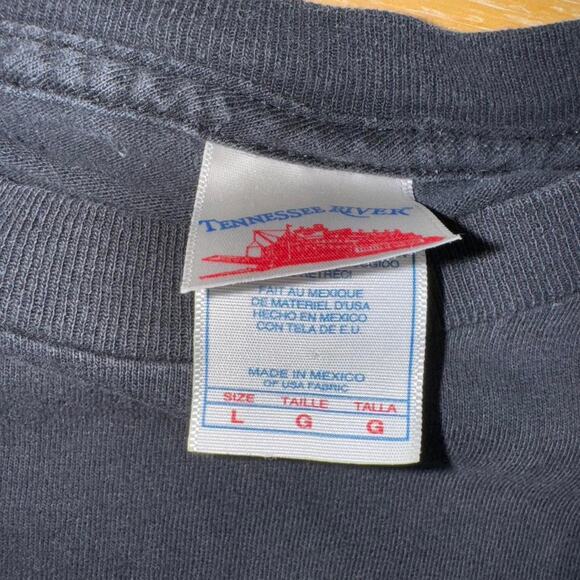 TENNESSEE RIVER
RETRECI
FAIT AU MEXIQUE
DE MATERIEL D'USA
HECHO EN MEXICO
CON TELA DE E.U.
MADE IN MEXICO
OF USA FABRIC
SIZE TAILLE TALLA
L G G